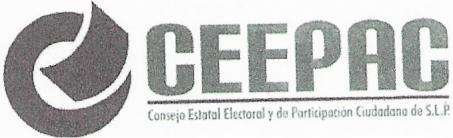 CEEPAC
Consejo Estatal Electoral y de Participación Ciudadana de S.L.P.